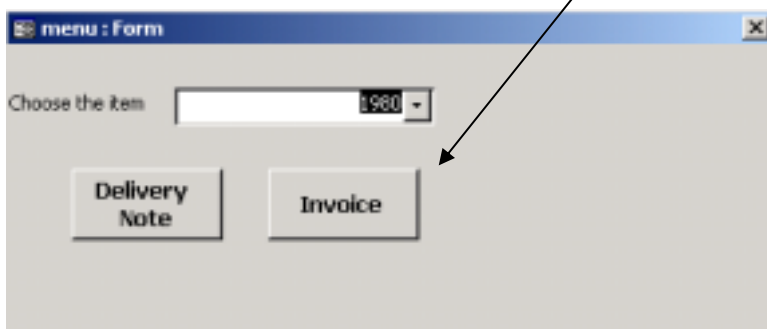 menu : Form
Choose the item 1980
Delivery
Note
Invoice